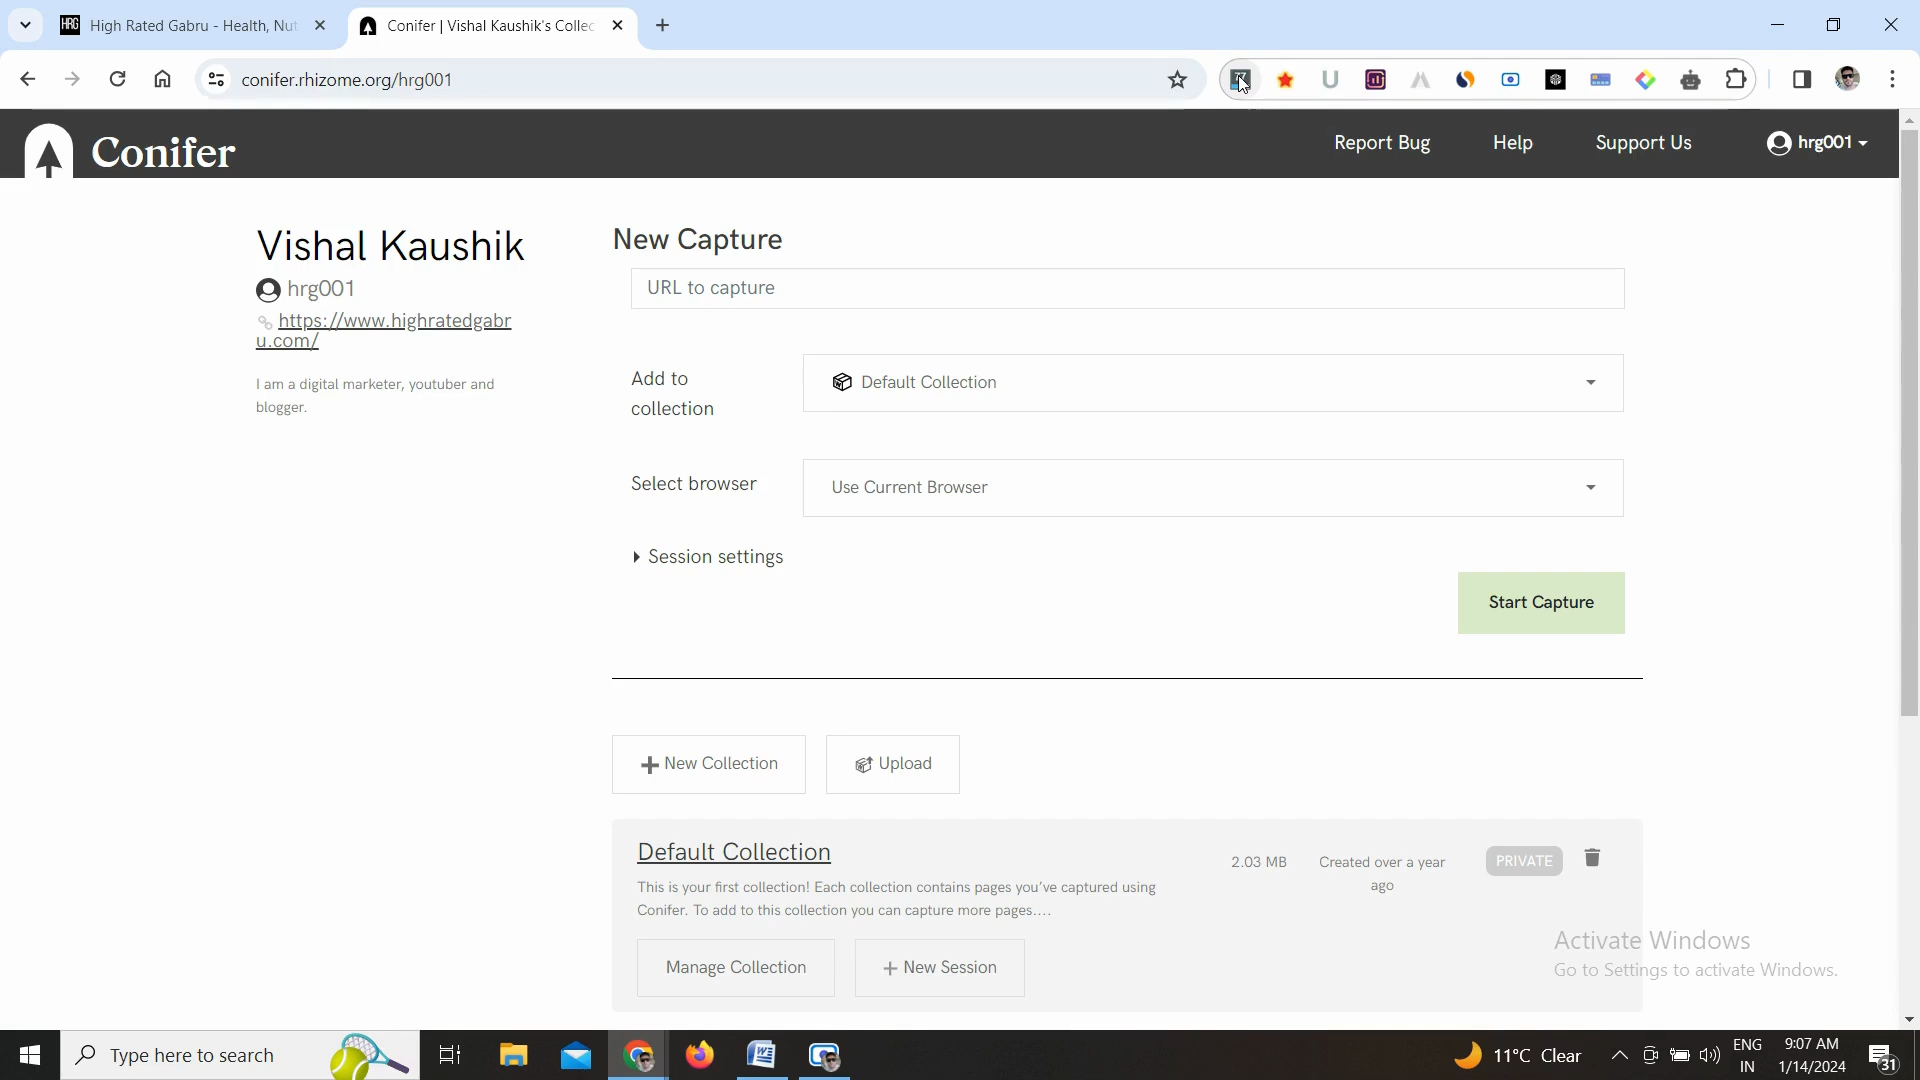 HRG High Rated Gabru - Health, Nut
Conifer | Vishal Kaushik's Collec
conifer.rhizome.org/hrg001
Conifer
Report Bug
Help
Support Us
hrg001
Vishal Kaushik
hrg001
https://www.highratedgabr
u.com/
I am a digital marketer, youtuber and
blogger.
New Capture
URL to capture
Add to
collection
Default Collection
Select browser
Use Current Browser
Session settings
Start Capture
New Collection
Upload
Default Collection
2.03 MB
Created over a year
ago
PRIVATE
This is your first collection! Each collection contains pages you've captured using
Conifer. To add to this collection you can capture more pages....
Manage Collection
New Session
Activate Windows
Go to Settings to activate Windows.
Type here to search
11°C Clear
ENG
IN
9:07 AM
1/14/2024
31